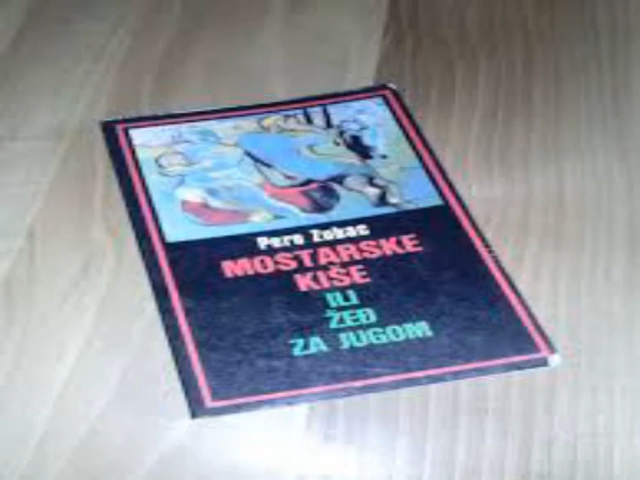 Pero Zubac
MOSTARSKE
KIŠE
ILI
ŽEĐ
ZA JUGOM